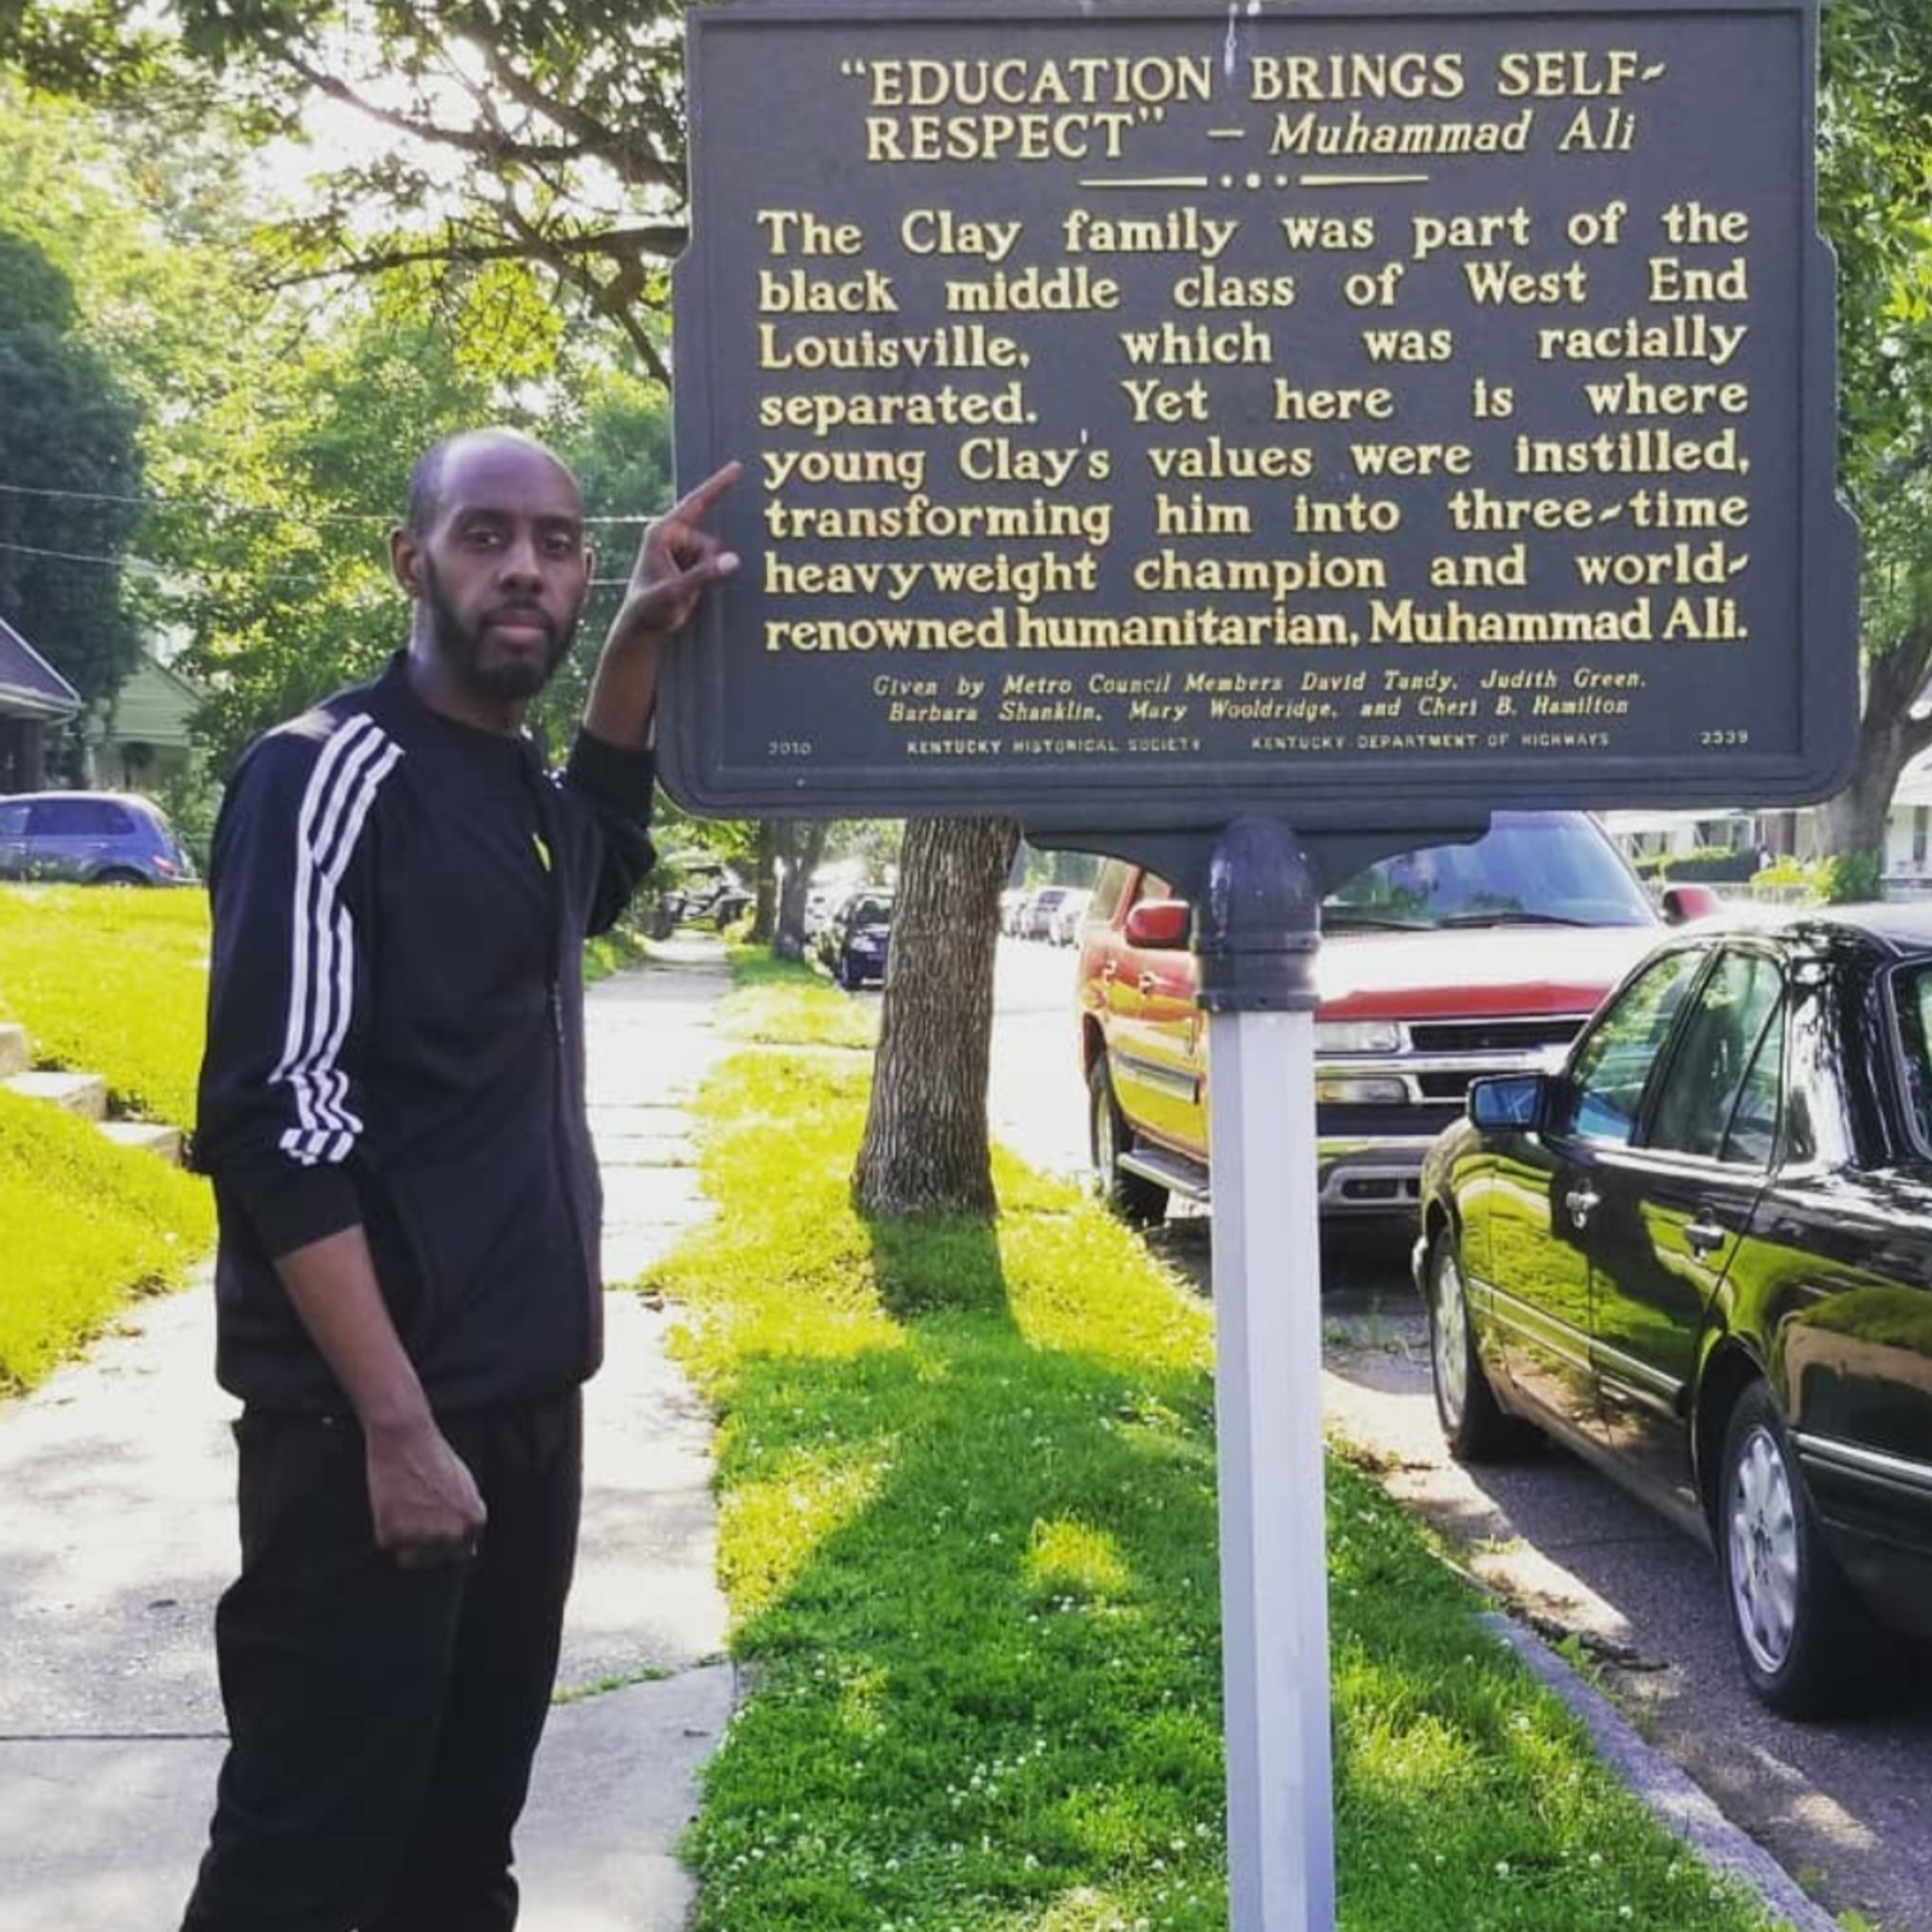 "EDUCATION BRINGS SELF-
RESPECT" — Muhammad Ali
The Clay family was part of the
black middle class of West End
Louisville, which was racially
separated. Yet here is where
young Clay's values were instilled,
transforming him into three-time
heavyweight champion and world-
renowned humanitarian, Muhammad Ali.
Given by Metro Council Members David Tandy, Judith Green,
Barbara Shanklin, Mary Wooldridge, and Cheri B. Hamilton
2010 KENTUCKY HISTORICAL SOCIETY KENTUCKY DEPARTMENT OF HIGHWAYS 2339